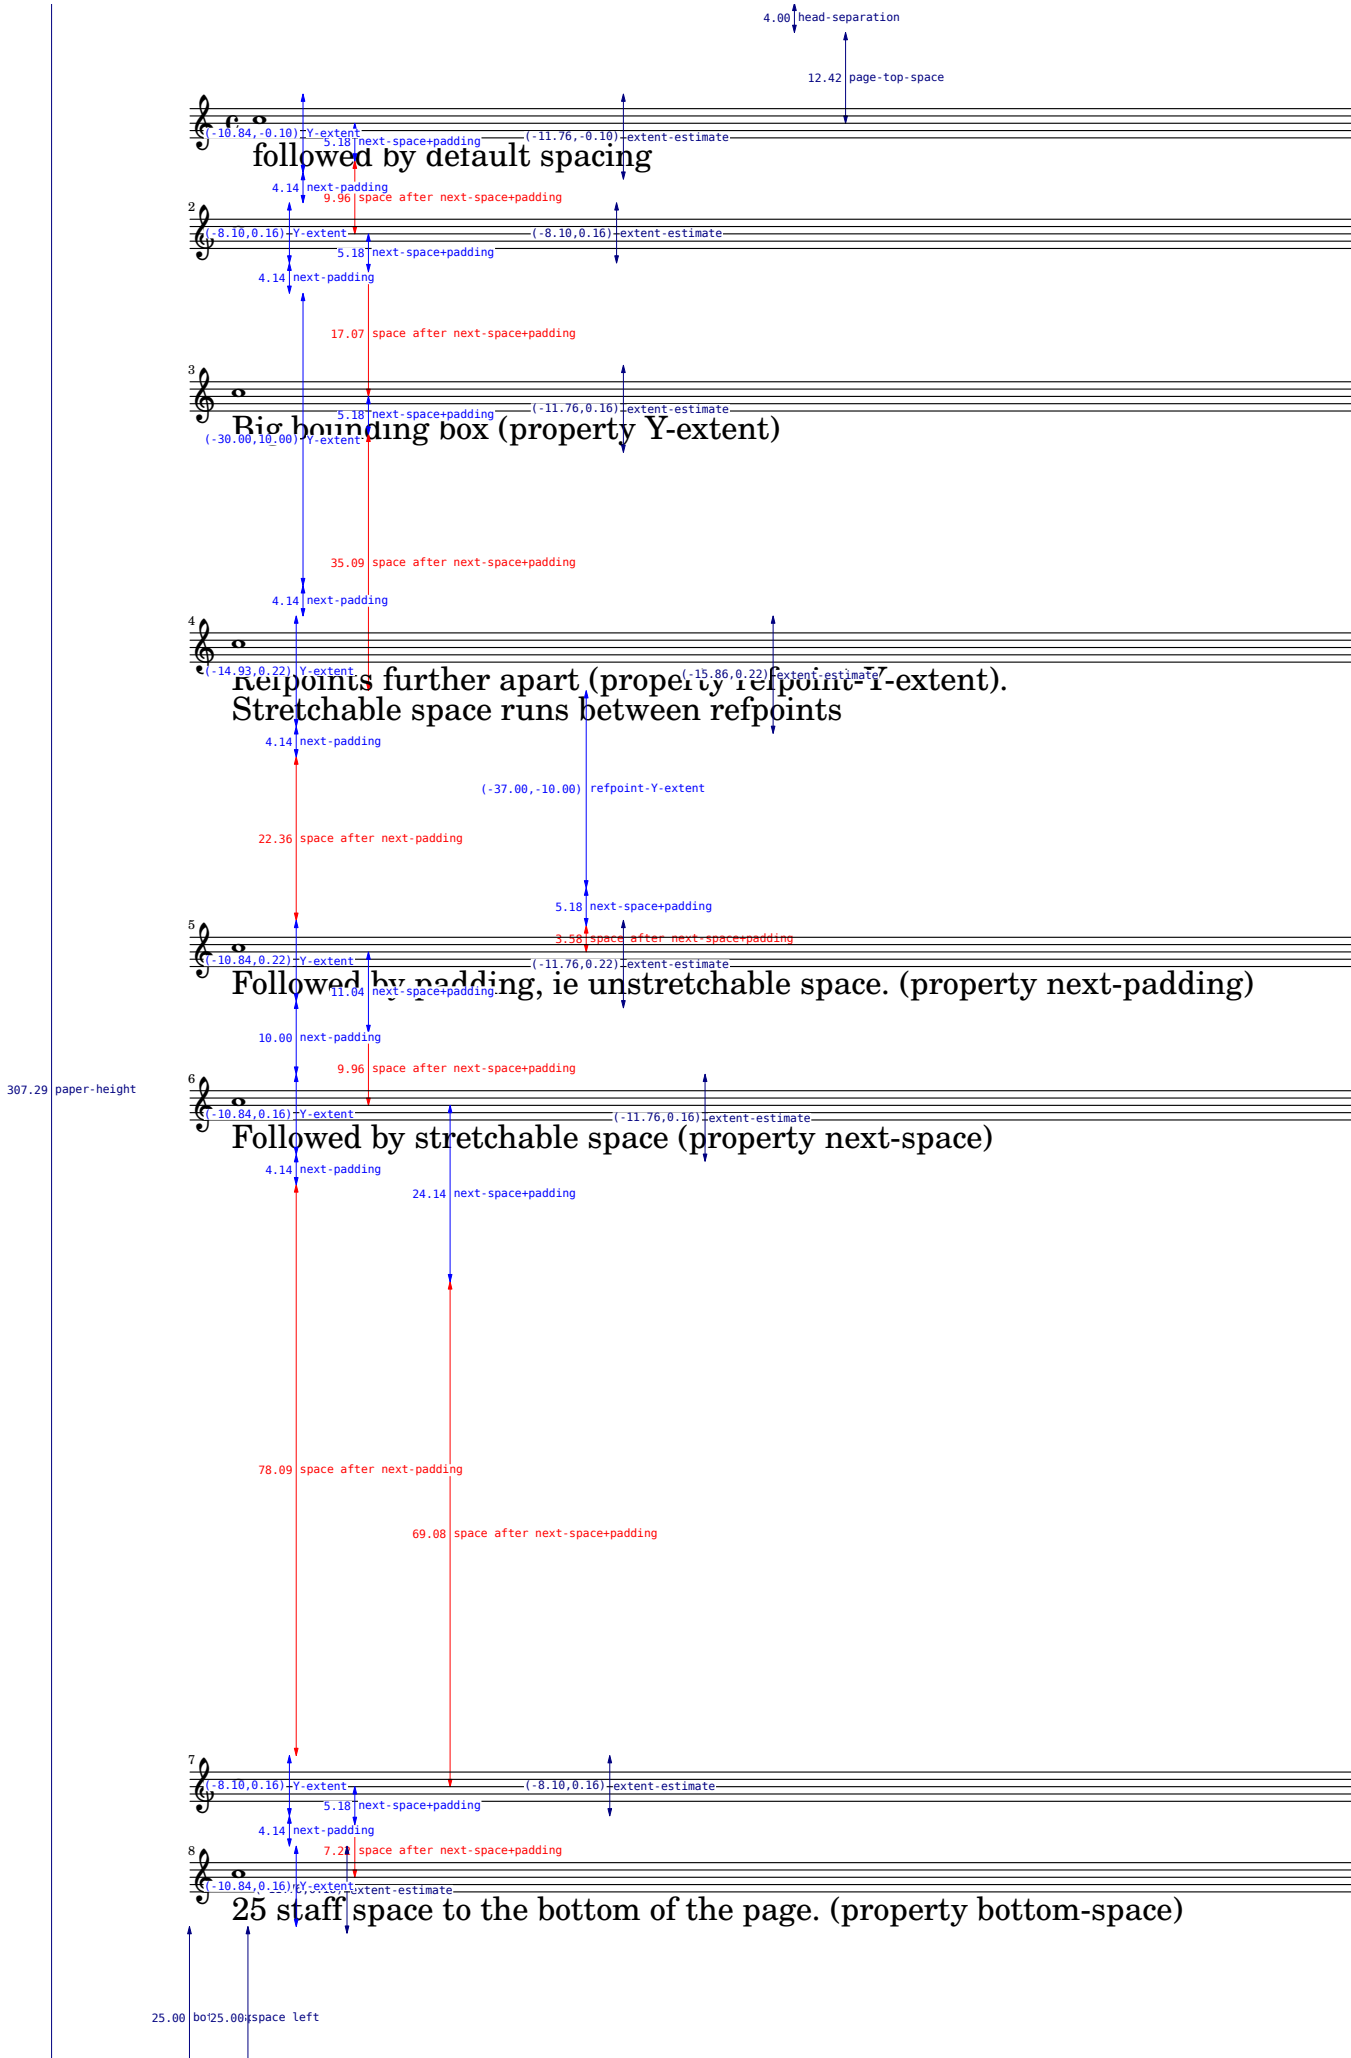 4.00 head-separation
12.42 page-top-space
(-10.84,-0.10) Y-extent
5.18 next-space+padding
(-11.76,-0.10) extent-estimate
followed by default spacing
4.14 next-padding
9.96 space after next-space+padding
2
(-8.10,0.16) Y-extent
(-8.10,0.16) extent-estimate
5.18 next-space+padding
4.14 next-padding
17.07 space after next-space+padding
3
5.18 next-space+padding
(-11.76,0.16) extent-estimate
Big bounding box (property Y-extent)
(-30.00,10.00) Y-extent
35.09 space after next-space+padding
4.14 next-padding
4
(-14.93,0.22) Y-extent
(-15.86,0.22) extent-estimate
Refpoints further apart (property refpoint-Y-extent).
Stretchable space runs between refpoints
4.14 next-padding
(-37.00,-10.00) refpoint-Y-extent
22.36 space after next-padding
5.18 next-space+padding
5
3.58 space after next-space+padding
(-10.84,0.22) Y-extent
(-11.76,0.22) extent-estimate
Followed by padding, ie unstretchable space. (property next-padding)
11.04 next-space+padding
10.00 next-padding
9.96 space after next-space+padding
6
307.29 paper-height
(-10.84,0.16) Y-extent
(-11.76,0.16) extent-estimate
Followed by stretchable space (property next-space)
4.14 next-padding
24.14 next-space+padding
78.09 space after next-padding
69.08 space after next-space+padding
7
(-8.10,0.16) Y-extent
(-8.10,0.16) extent-estimate
5.18 next-space+padding
4.14 next-padding
8
space after next-space+padding
(-10.84,0.16) Y-extent
extent-estimate
25 staff space to the bottom of the page. (property bottom-space)
25.00
25.00 space left